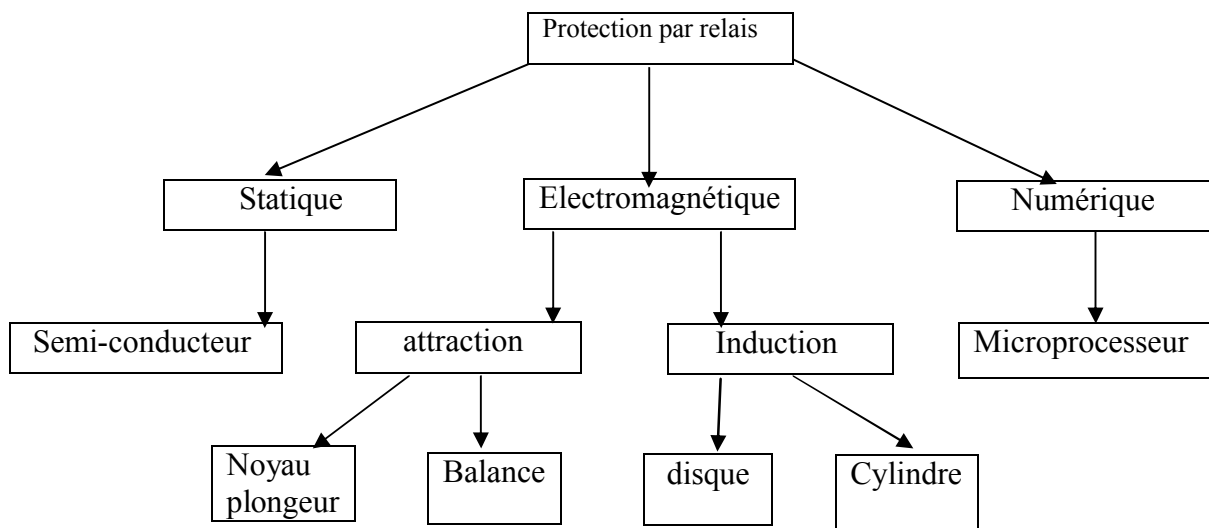 Protection par relais
Statique
Electromagnétique
Numérique
Semi-conducteur
attraction
Induction
Microprocesseur
Noyau
plongeur
Balance
disque
Cylindre